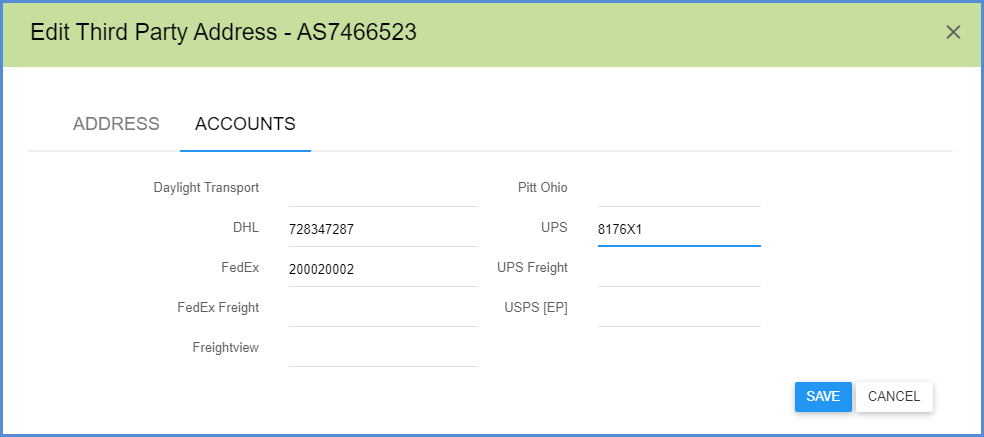 Edit Third Party Address - AS7466523
ADDRESS ACCOUNTS
Daylight Transport Pitt Ohio
DHL 728347287 UPS 8176X1
FedEx 200020002 UPS Freight
FedEx Freight USPS [EP]
Freightview
SAVE CANCEL